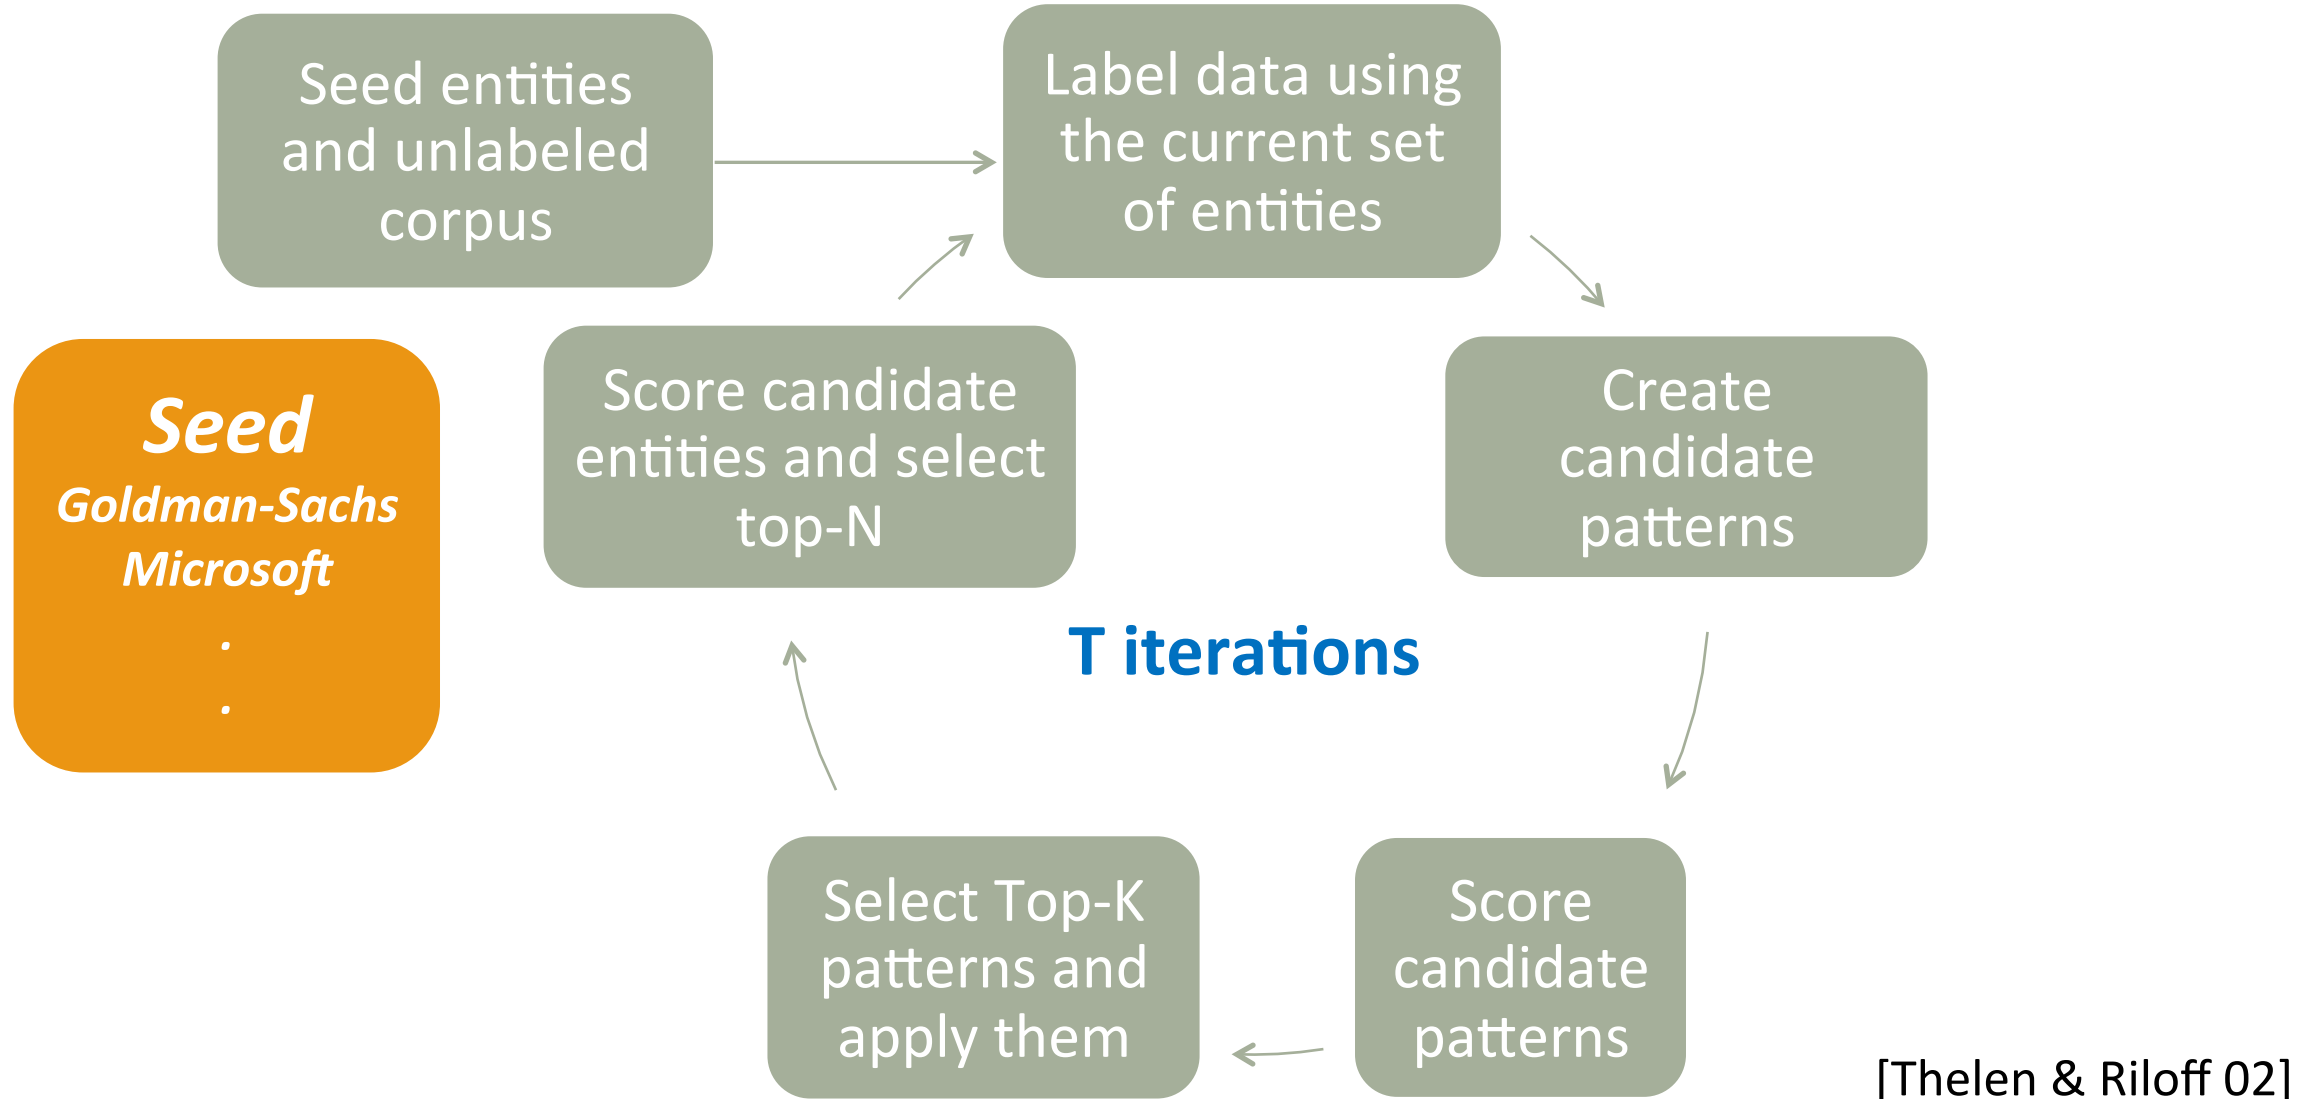 Seed entities
and unlabeled
corpus
Label data using
the current set
of entities
Score candidate
entities and select
top-N
Create
candidate
patterns
Seed
Goldman-Sachs
Microsoft
.
.
T iterations
Select Top-K
patterns and
apply them
Score
candidate
patterns
[Thelen & Riloff 02]